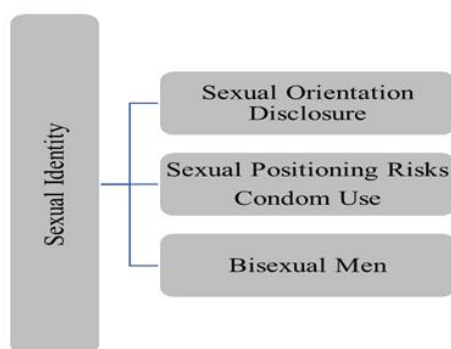 Sexual Identity
Sexual Orientation
Disclosure
Sexual Positioning Risks
Condom Use
Bisexual Men